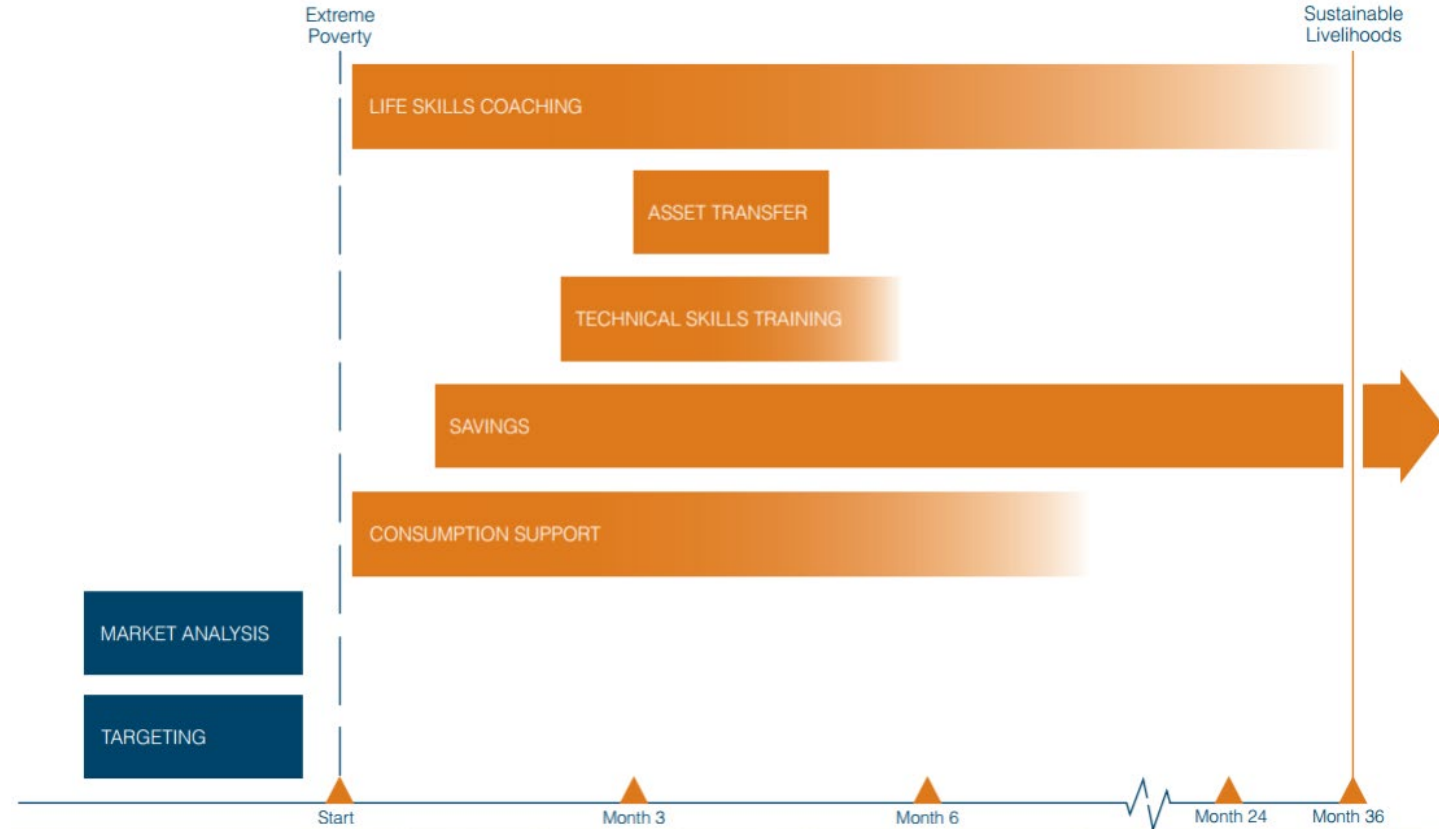 Extreme
Poverty
Sustainable
Livelihoods
LIFE SKILLS COACHING
ASSET TRANSFER
TECHNICAL SKILLS TRAINING
SAVINGS
CONSUMPTION SUPPORT
MARKET ANALYSIS
TARGETING
Start
Month 3
Month 6
Month 24
Month 36